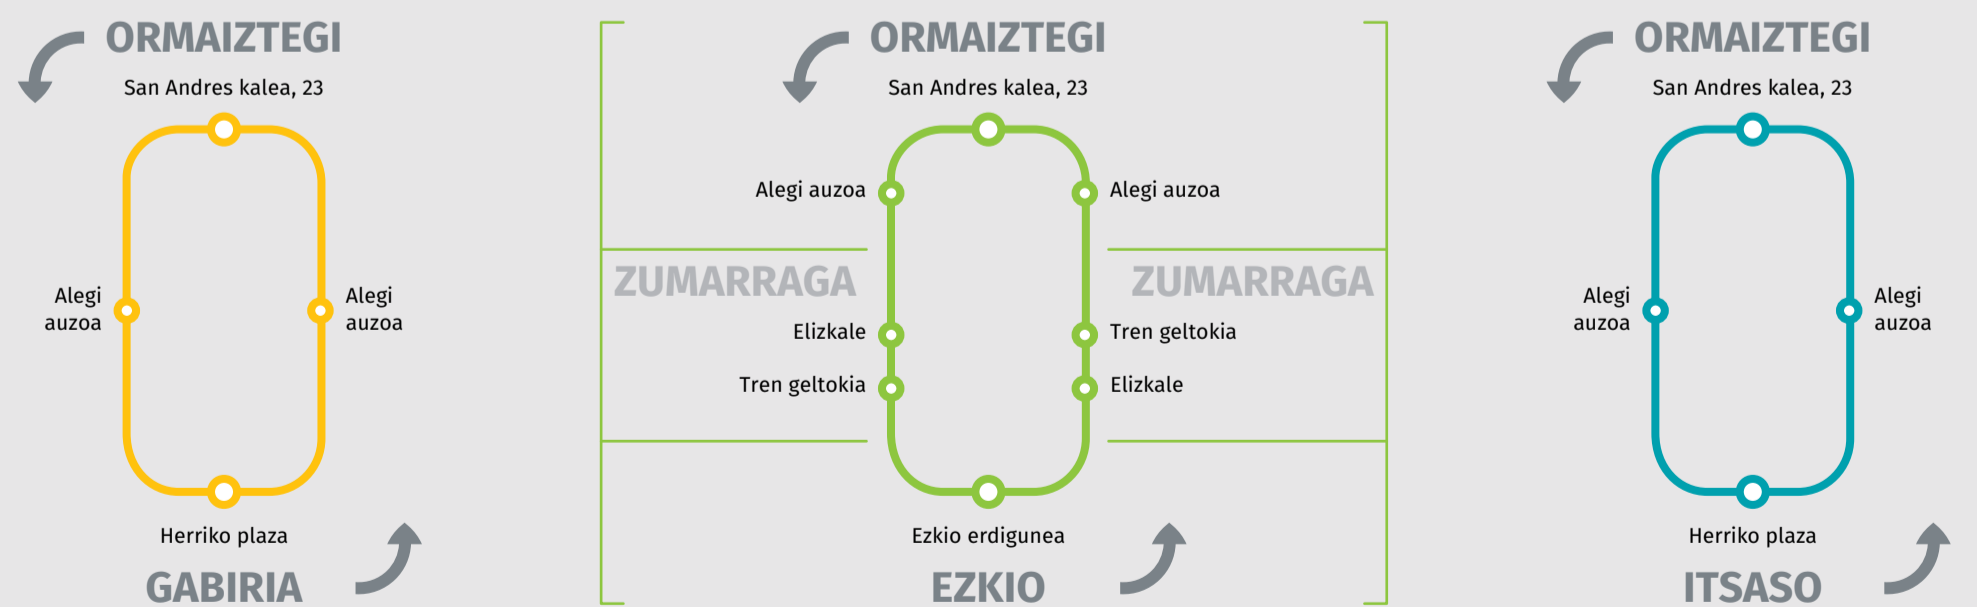 ORMAIZTEGI
San Andres kalea, 23
Alegi
auzoa
Alegi
auzoa
Herriko plaza
GABIRIA
ORMAIZTEGI
San Andres kalea, 23
Alegi auzoa
Alegi auzoa
ZUMARRAGA
ZUMARRAGA
Elizkale
Tren geltokia
Tren geltokia
Elizkale
Ezkio erdigunea
EZKIO
ORMAIZTEGI
San Andres kalea, 23
Alegi
auzoa
Alegi
auzoa
Herriko plaza
ITSASO